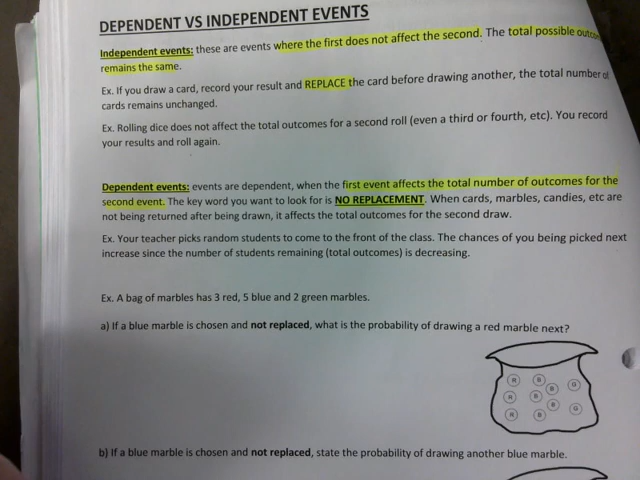 DEPENDENT VS INDEPENDENT EVENTS
Independent events: these are events where the first does not affect the second. The total possible
remains the same.
Ex. If you draw a card, record your result and REPLACE the card before drawing another, the total number of
cards remains unchanged.
Ex. Rolling dice does not affect the total outcomes for a second roll (even a third or fourth, etc). You record
your results and roll again.
Dependent events: events are dependent, when the first event affects the total number of outcomes for the
second event. The key word you want to look for is NO REPLACEMENT. When cards, marbles, candies, etc are
not being returned after being drawn, it affects the total outcomes for the second draw.
Ex. Your teacher picks random students to come to the front of the class. The chances of you being picked next
increase since the number of students remaining (total outcomes) is decreasing.
Ex. A bag of marbles has 3 red, 5 blue and 2 green marbles.
a) If a blue marble is chosen and not replaced, what is the probability of drawing a red marble next?
R B G
B
R B
B
R B G
b) If a blue marble is chosen and not replaced, state the probability of drawing another blue marble.